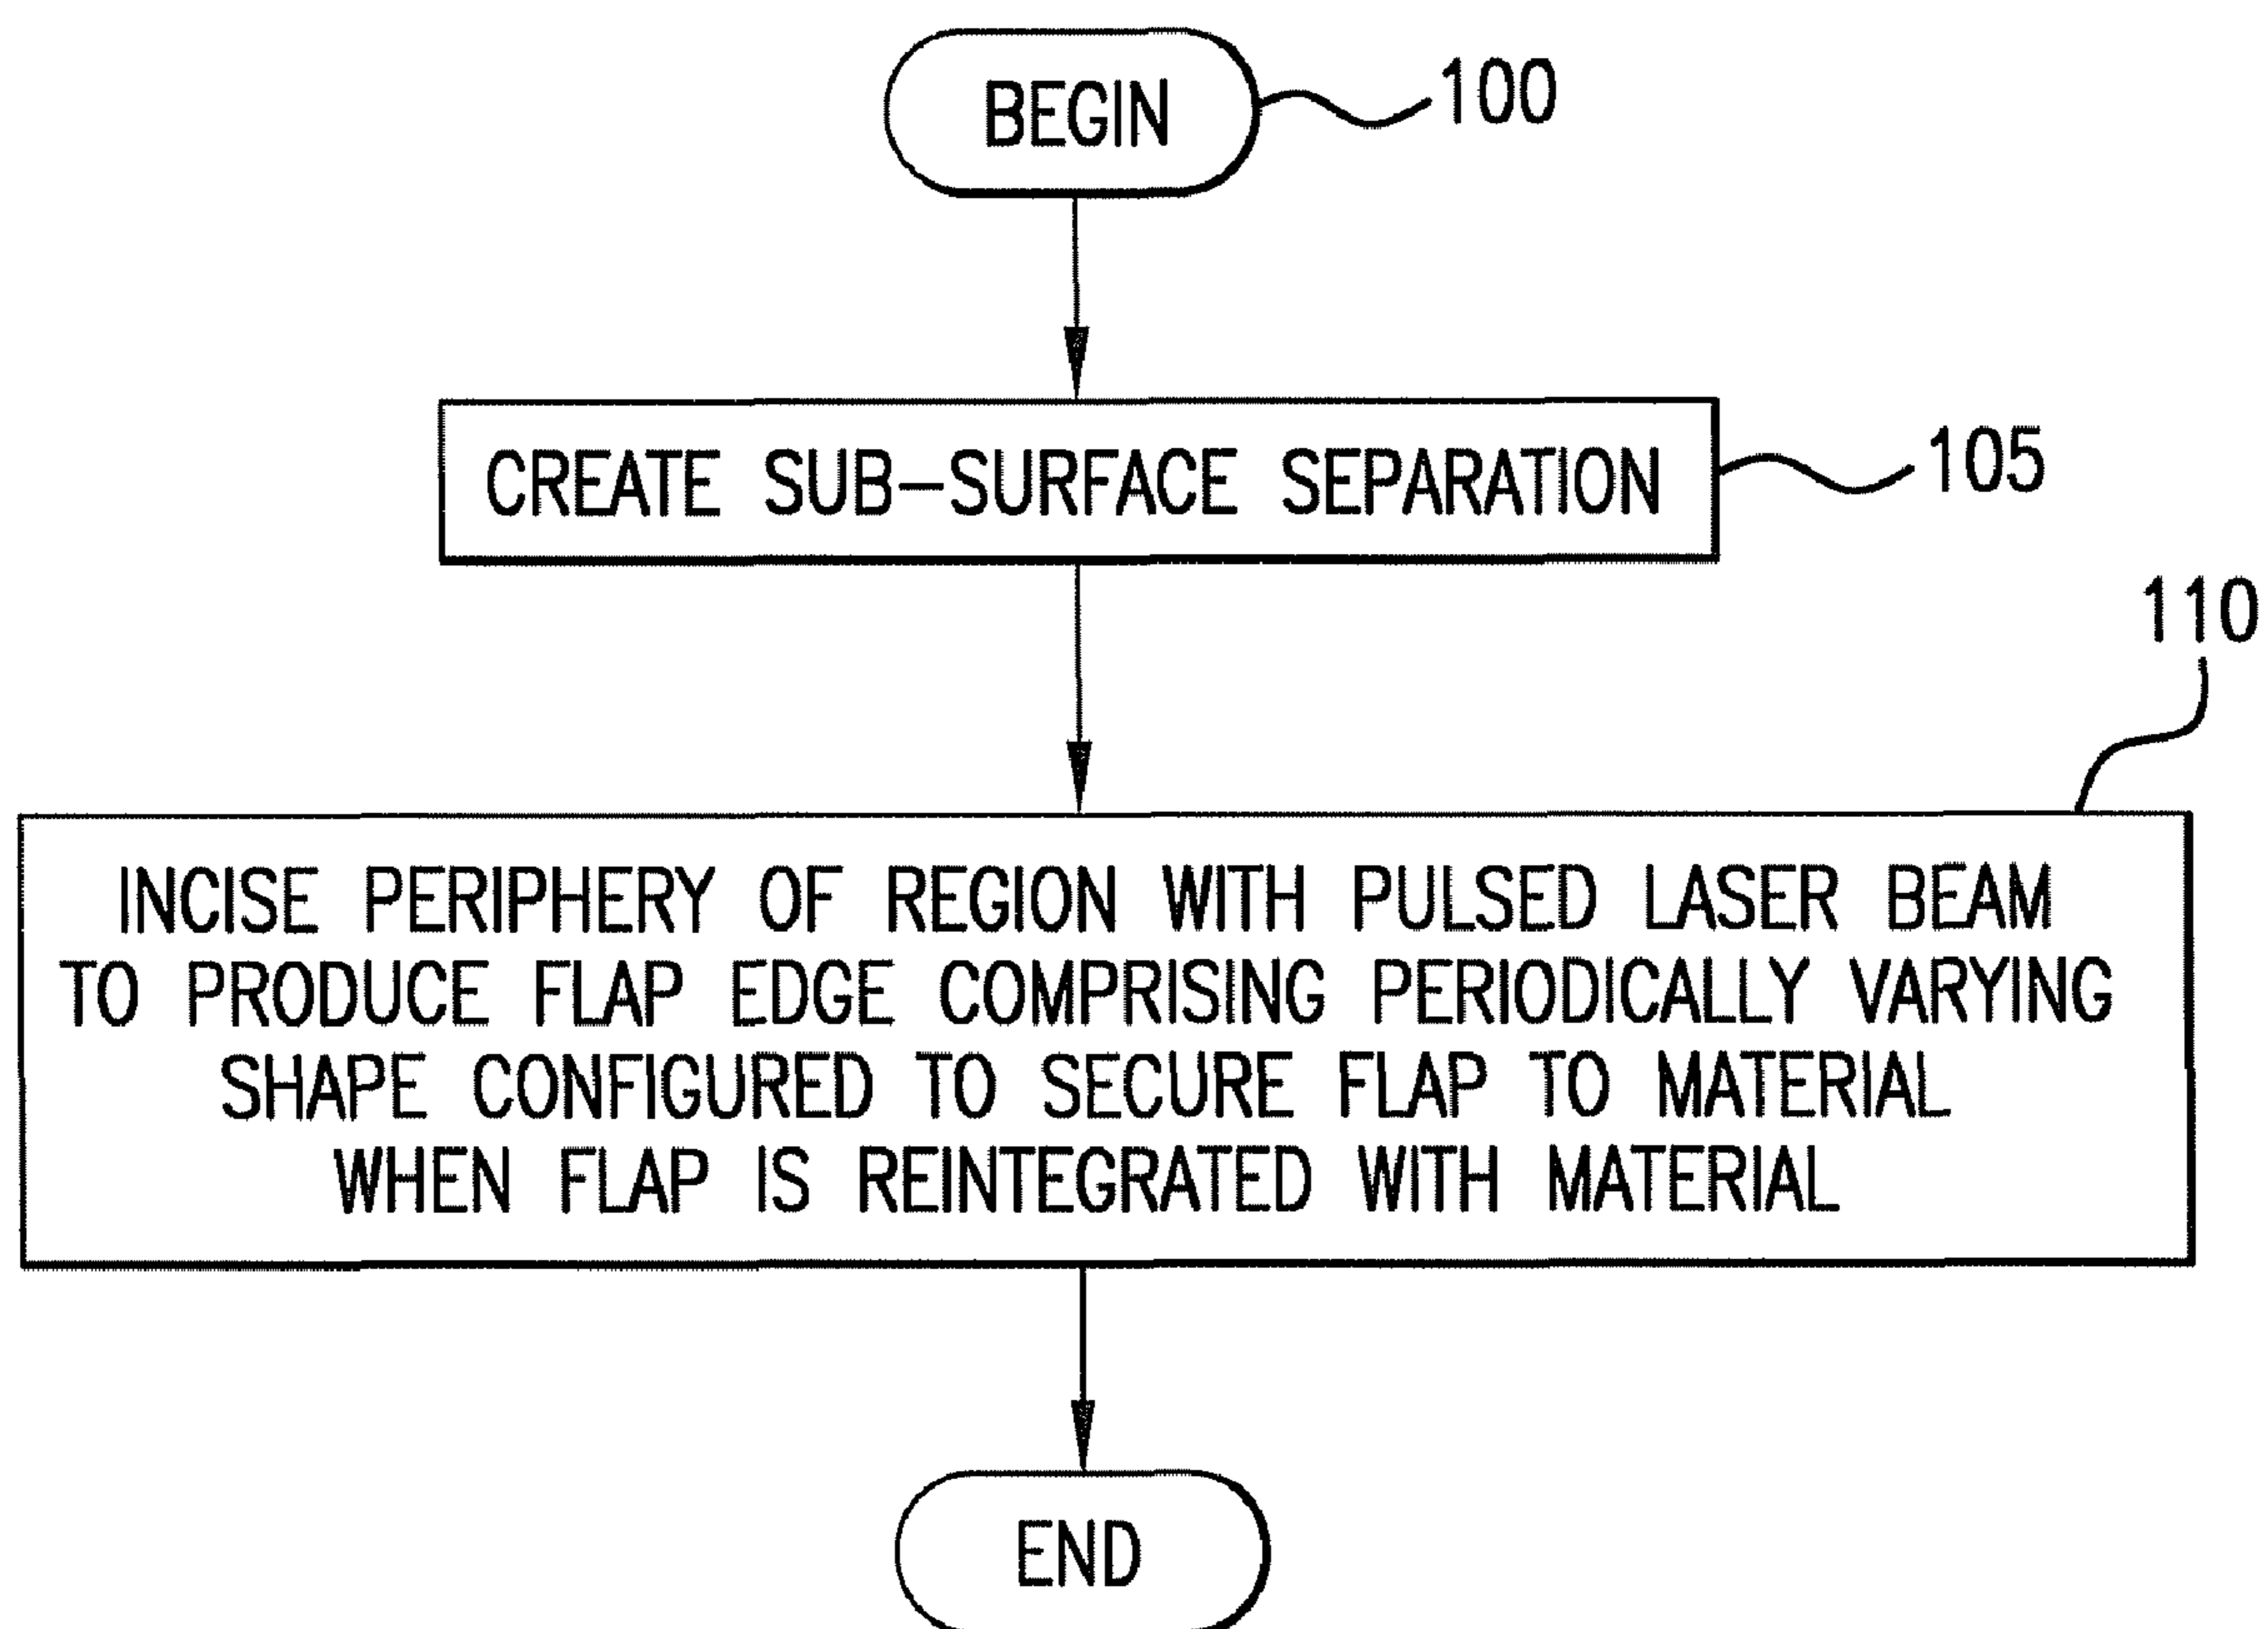 BEGIN
100
CREATE SUB-SURFACE SEPARATION
105
110
INCISE PERIPHERY OF REGION WITH PULSED LASER BEAM
TO PRODUCE FLAP EDGE COMPRISING PERIODICALLY VARYING
SHAPE CONFIGURED TO SECURE FLAP TO MATERIAL
WHEN FLAP IS REINTEGRATED WITH MATERIAL
END